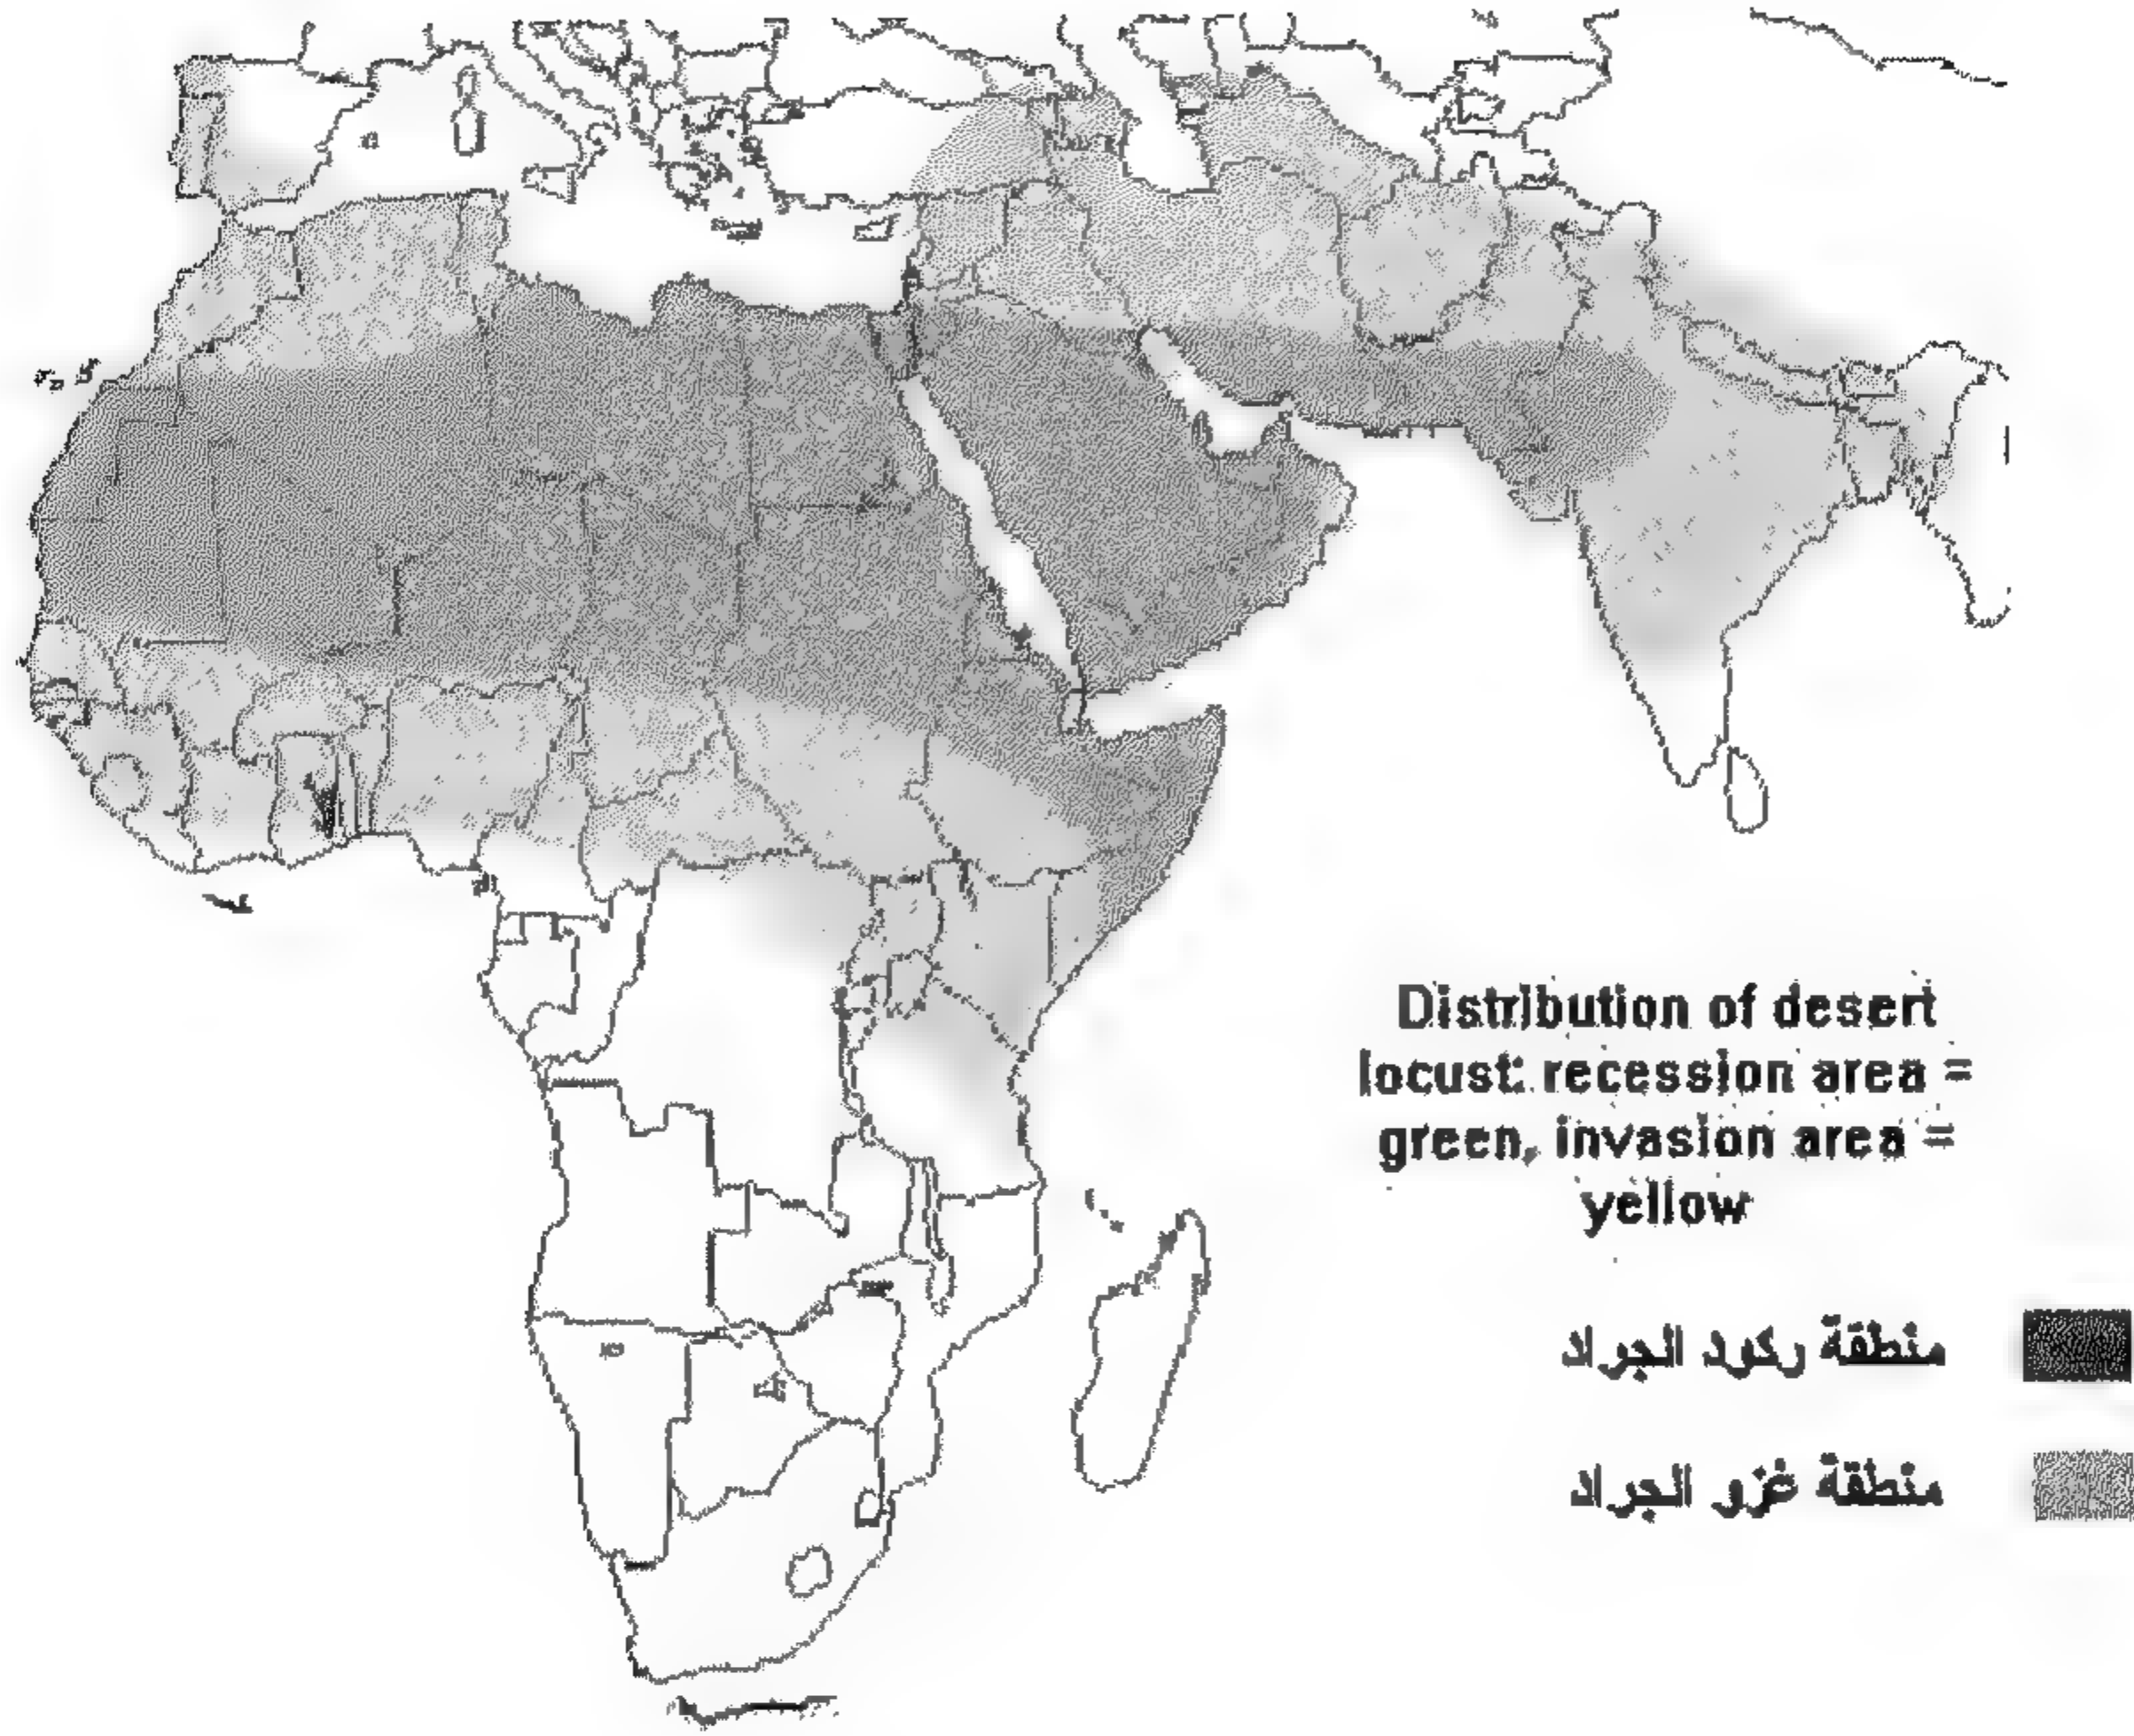 Distribution of desert
locust: recession area =
green, invasion area =
yellow
منطقة ركود الجراد
منطقة غزو الجراد